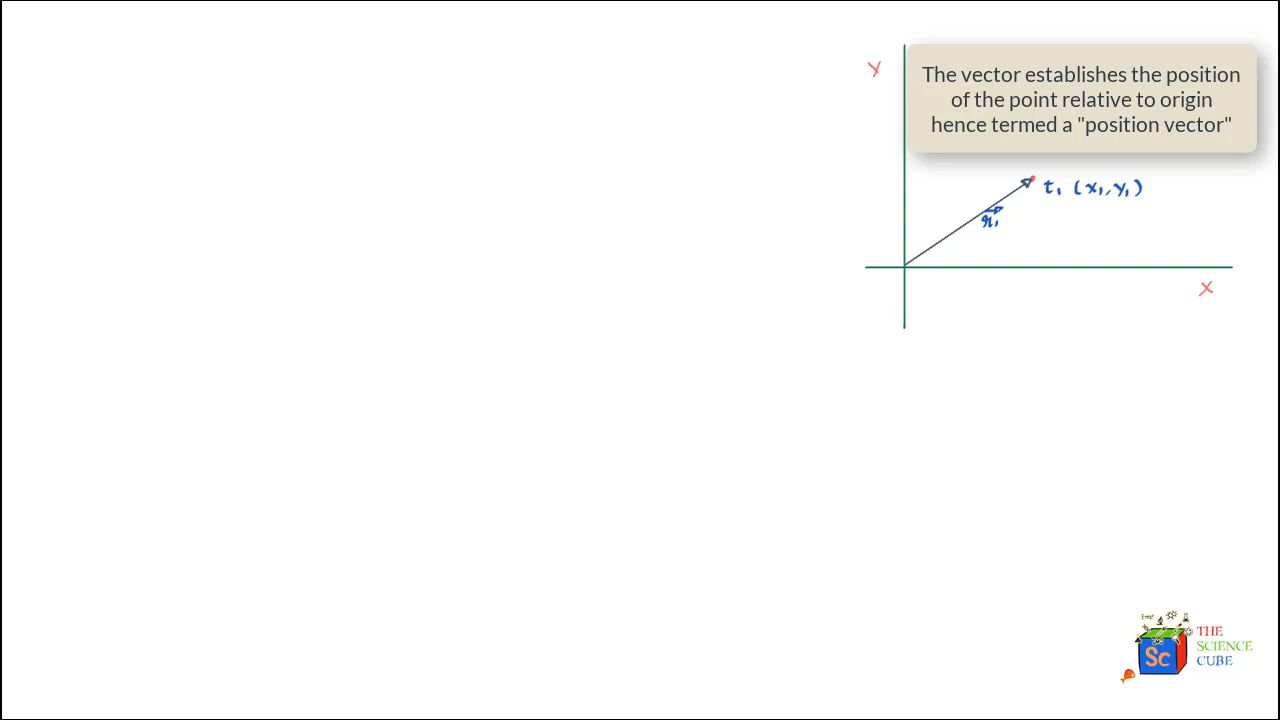 Y
The vector establishes the position
of the point relative to origin
hence termed a "position vector"
t₁ (x₁, y₁)
r₁
X
Sc
THE
SCIENCE
CUBE